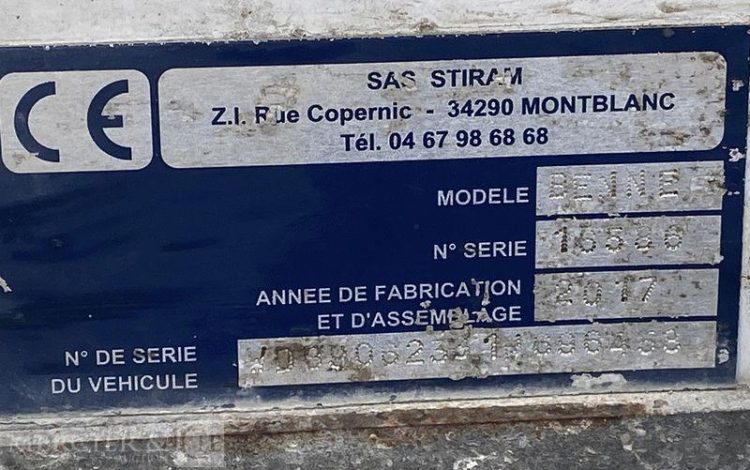 CE
SAS STIRAM
Z.I. Rue Copernic - 34290 MONTBLANC
Tél. 04 67 98 68 68
MODELE BEJNE
N° SERIE
ANNEE DE FABRICATION
ET D'ASSEMBLAGE 2017
N° DE SERIE
DU VEHICULE